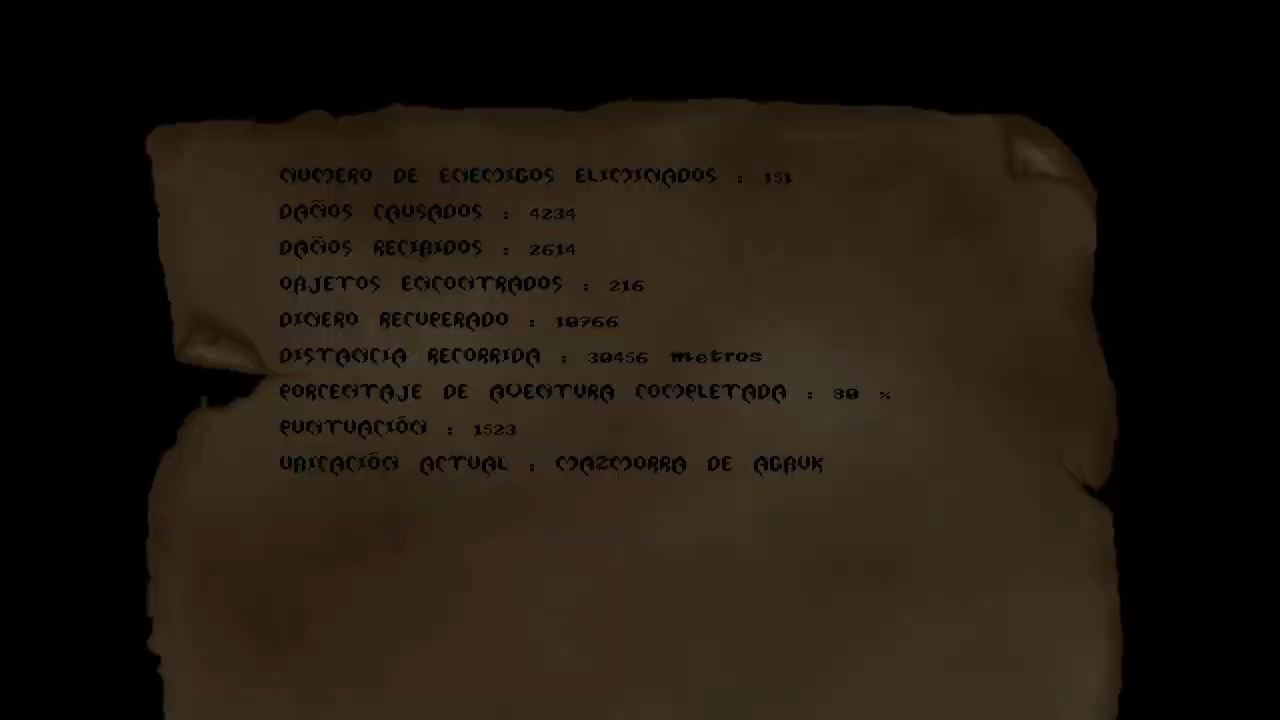 NUMERO DE ENEMIGOS ELIMINADOS : 151
DAÑOS CAUSADOS : 4234
DAÑOS RECIBIDOS : 2614
OBJETOS ENCONTRADOS : 216
DINERO RECUPERADO : 10766
DISTANCIA RECORRIDA : 30456 metros
PORCENTAJE DE AVENTURA COMPLETADA : 80 %
PUNTUACIÓN : 1523
UBICACIÓN ACTUAL : MAZMORRA DE AGRUK